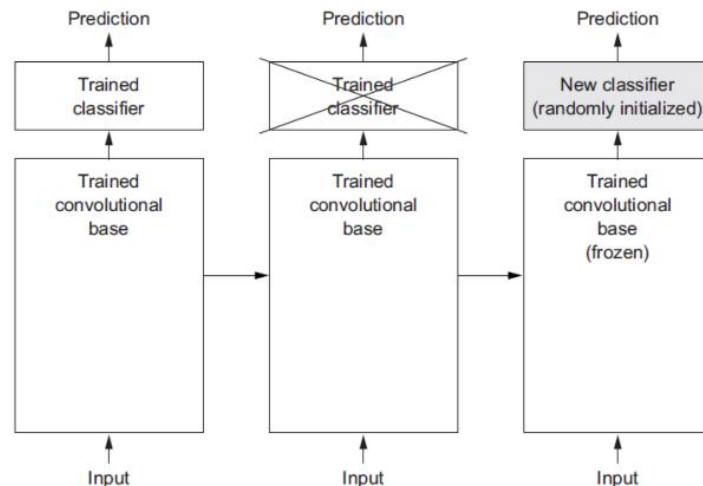 Prediction
Trained
classifier
Trained
convolutional
base
Input
Prediction
Trained
classifier
Trained
convolutional
base
Input
Prediction
New classifier
(randomly initialized)
Trained
convolutional
base
(frozen)
Input